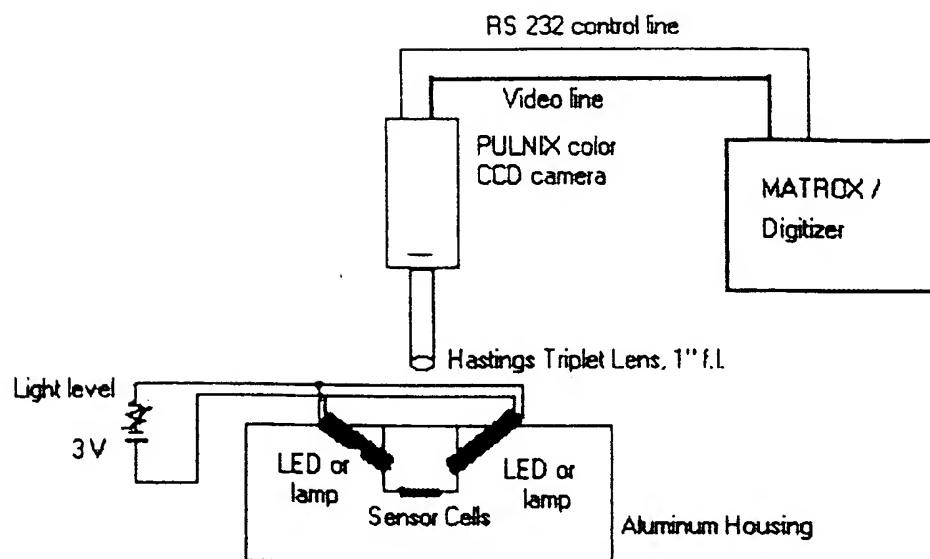 RS 232 control line
Video line
PULNIX color
CCD camera
MATROX /
Digitizer
Hastings Triplet Lens, 1" f.l.
Light level
3 V
LED or
lamp
LED or
lamp
Sensor Cells
Aluminum Housing